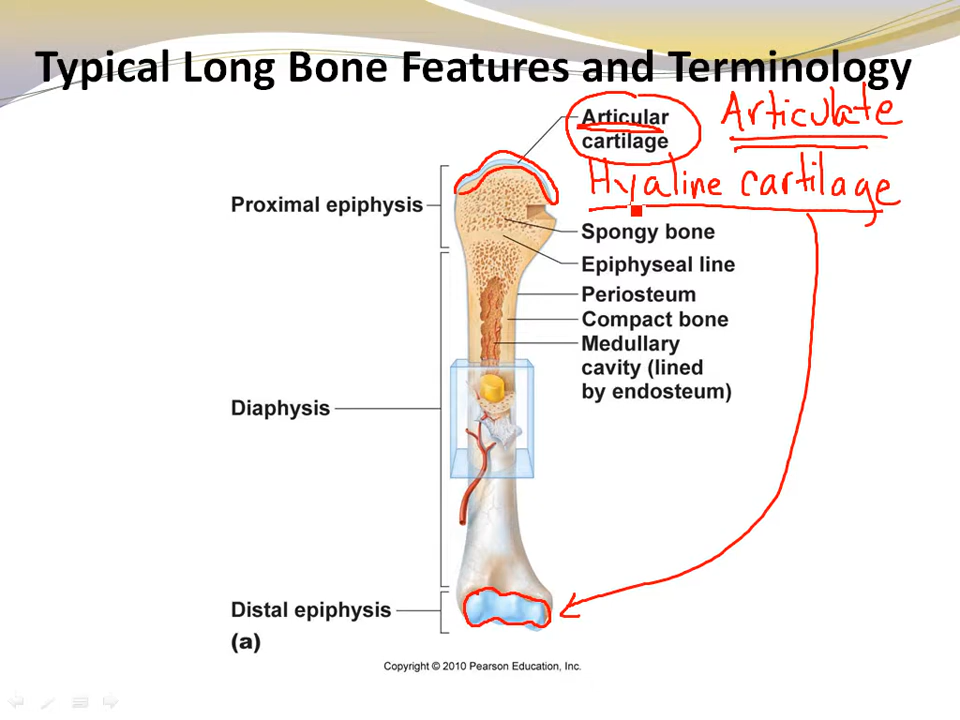 Typical Long Bone Features and Terminology
Articular
cartilage
Articulate
Hyaline cartilage
Proximal epiphysis
Spongy bone
Epiphyseal line
Periosteum
Compact bone
Medullary
cavity (lined
by endosteum)
Diaphysis
Distal epiphysis
(a)
Copyright © 2010 Pearson Education, Inc.